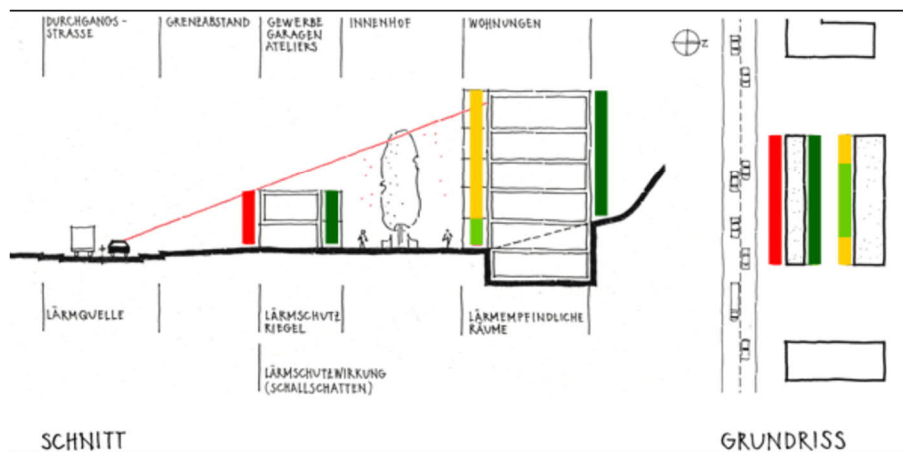 DURCHGANGS-
STRASSE
GRENZABSTAND
GEWERBE
GARAGEN
ATELIERS
INNENHOF
WOHNUNGEN
Z
LÄRMQUELLE
LÄRMSCHUTZ
RIEGEL
LÄRMEMPFINDLICHE
RÄUME
LÄRMSCHUTZWIRKUNG
(SCHALLSCHATTEN)
SCHNITT
GRUNDRISS